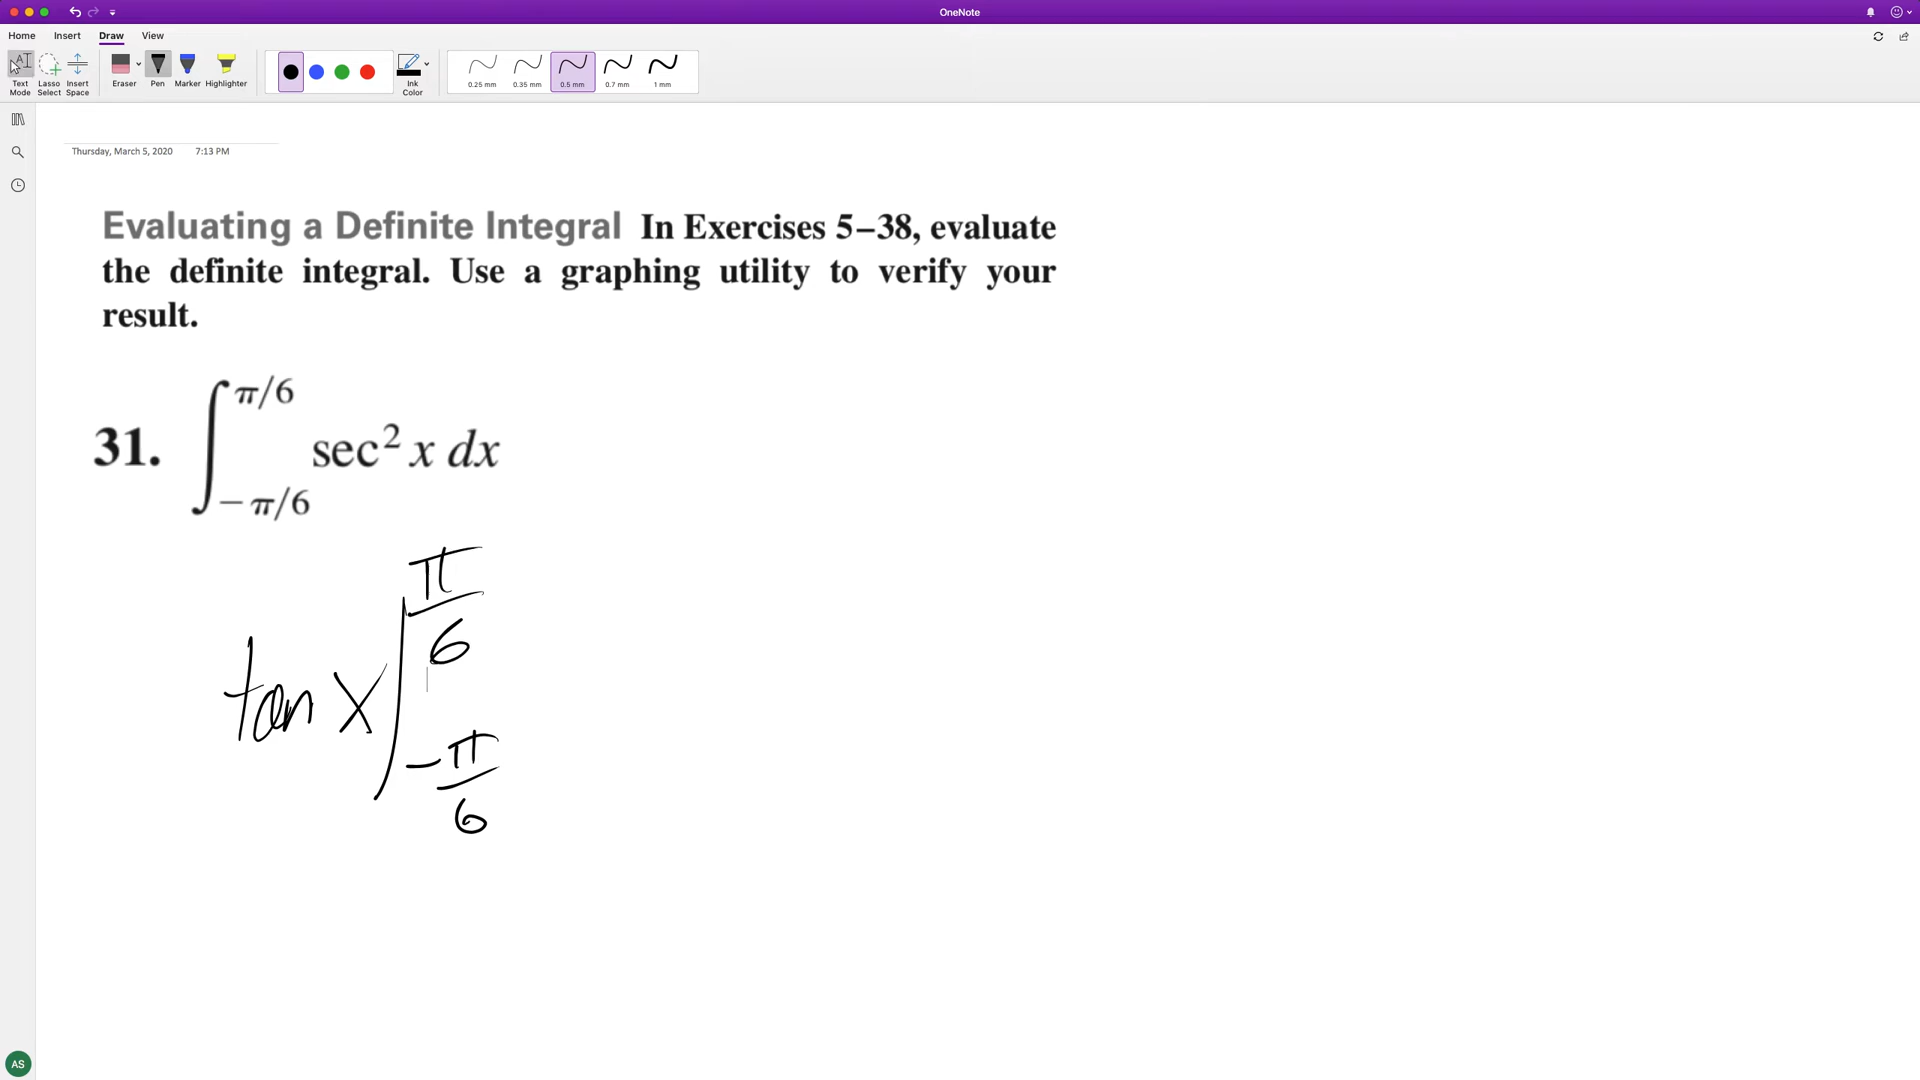 OneNote
Home Insert Draw View
Text Mode
Lasso Select
Insert Space
Eraser
Pen
Marker
Highlighter
Ink Color
0.25 mm
0.35 mm
0.5 mm
0.7 mm
1 mm
Thursday, March 5, 2020 7:13 PM
Evaluating a Definite Integral In Exercises 5–38, evaluate
the definite integral. Use a graphing utility to verify your
result.
31. ∫_{−π/6}^{π/6} sec² x dx
tan x |_{−π/6}^{π/6}
AS